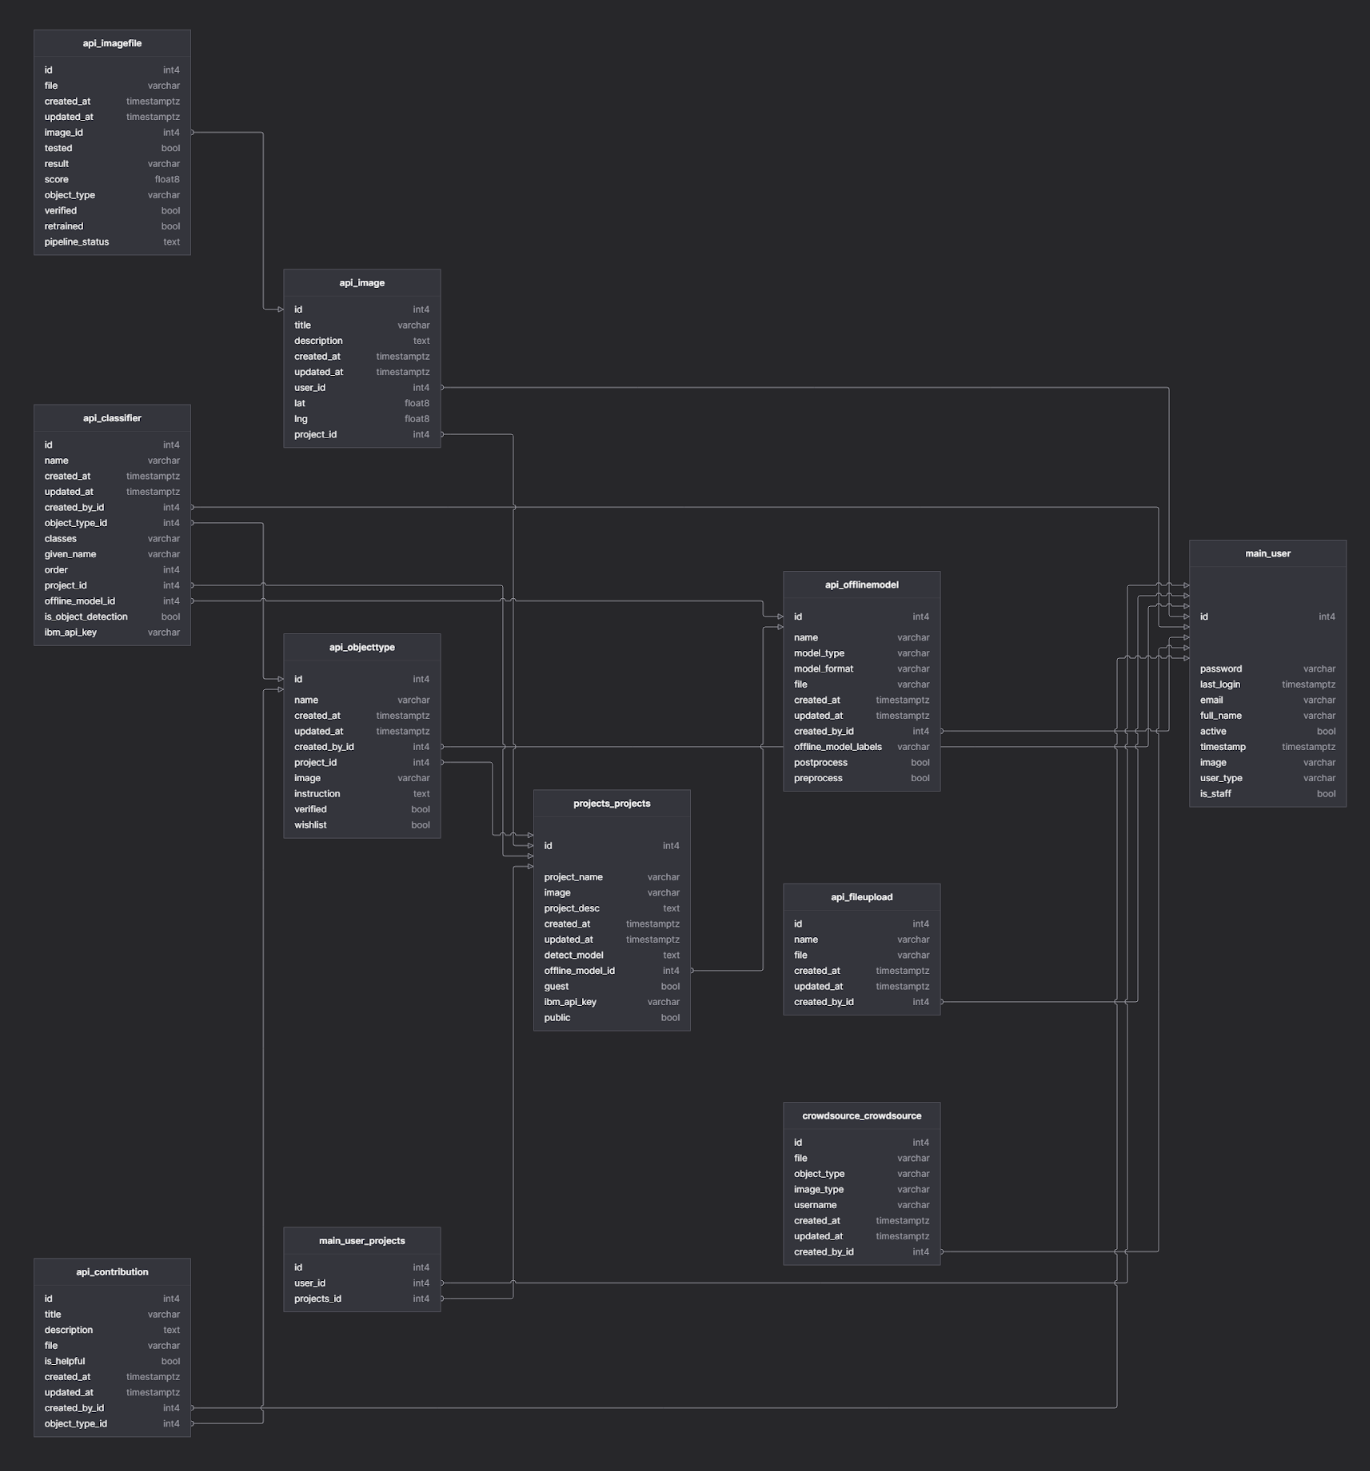 api_imagefile
id int4
file varchar
created_at timestamptz
updated_at timestamptz
image_id int4
tested bool
result varchar
score float8
object_type varchar
verified bool
retrained bool
pipeline_status text
api_image
id int4
title varchar
description text
created_at timestamptz
updated_at timestamptz
user_id int4
lat float8
lng float8
project_id int4
api_classifier
id int4
name varchar
created_at timestamptz
updated_at timestamptz
created_by_id int4
object_type_id int4
classes varchar
given_name varchar
order int4
project_id int4
offline_model_id int4
is_object_detection bool
ibm_api_key varchar
api_objecttype
id int4
name varchar
created_at timestamptz
updated_at timestamptz
created_by_id int4
project_id int4
image varchar
instruction text
verified bool
wishlist bool
projects_projects
id int4
project_name varchar
image varchar
project_desc text
created_at timestamptz
updated_at timestamptz
detect_model text
offline_model_id int4
guest bool
ibm_api_key varchar
public bool
api_offlinemodel
id int4
name varchar
model_type varchar
model_format varchar
file varchar
created_at timestamptz
updated_at timestamptz
created_by_id int4
offline_model_labels varchar
postprocess bool
preprocess bool
main_user
id int4
password varchar
last_login timestamptz
email varchar
full_name varchar
active bool
timestamp timestamptz
image varchar
user_type varchar
is_staff bool
api_fileupload
id int4
name varchar
file varchar
created_at timestamptz
updated_at timestamptz
created_by_id int4
crowdsource_crowdsource
id int4
file varchar
object_type varchar
image_type varchar
username varchar
created_at timestamptz
updated_at timestamptz
created_by_id int4
main_user_projects
id int4
user_id int4
projects_id int4
api_contribution
id int4
title varchar
description text
file varchar
is_helpful bool
created_at timestamptz
updated_at timestamptz
created_by_id int4
object_type_id int4